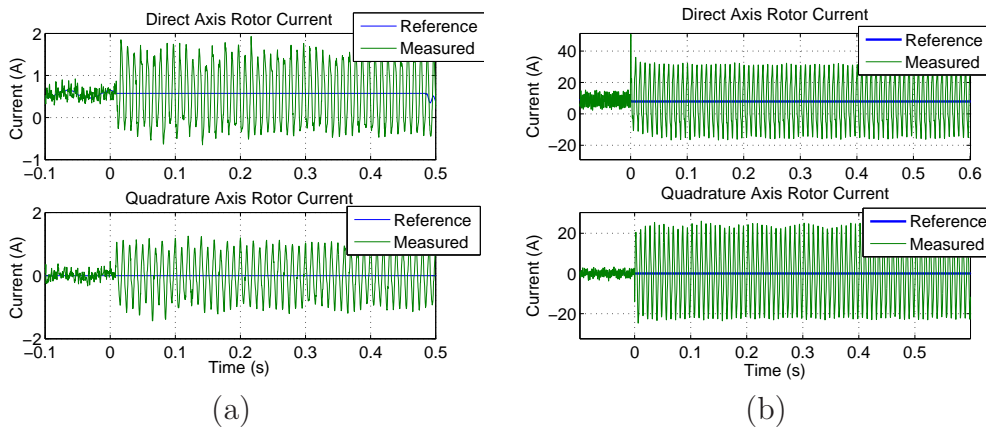 Direct Axis Rotor Current
2
1
0
−1
Current (A)
Reference
Measured
−0.1 0 0.1 0.2 0.3 0.4 0.5
Quadrature Axis Rotor Current
2
0
−2
Current (A)
Reference
Measured
−0.1 0 0.1 0.2 0.3 0.4 0.5
Time (s)
(a)
Direct Axis Rotor Current
40
20
0
−20
Current (A)
Reference
Measured
0 0.1 0.2 0.3 0.4 0.5 0.6
Quadrature Axis Rotor Current
20
0
−20
Current (A)
Reference
Measured
0 0.1 0.2 0.3 0.4 0.5
Time (s)
(b)